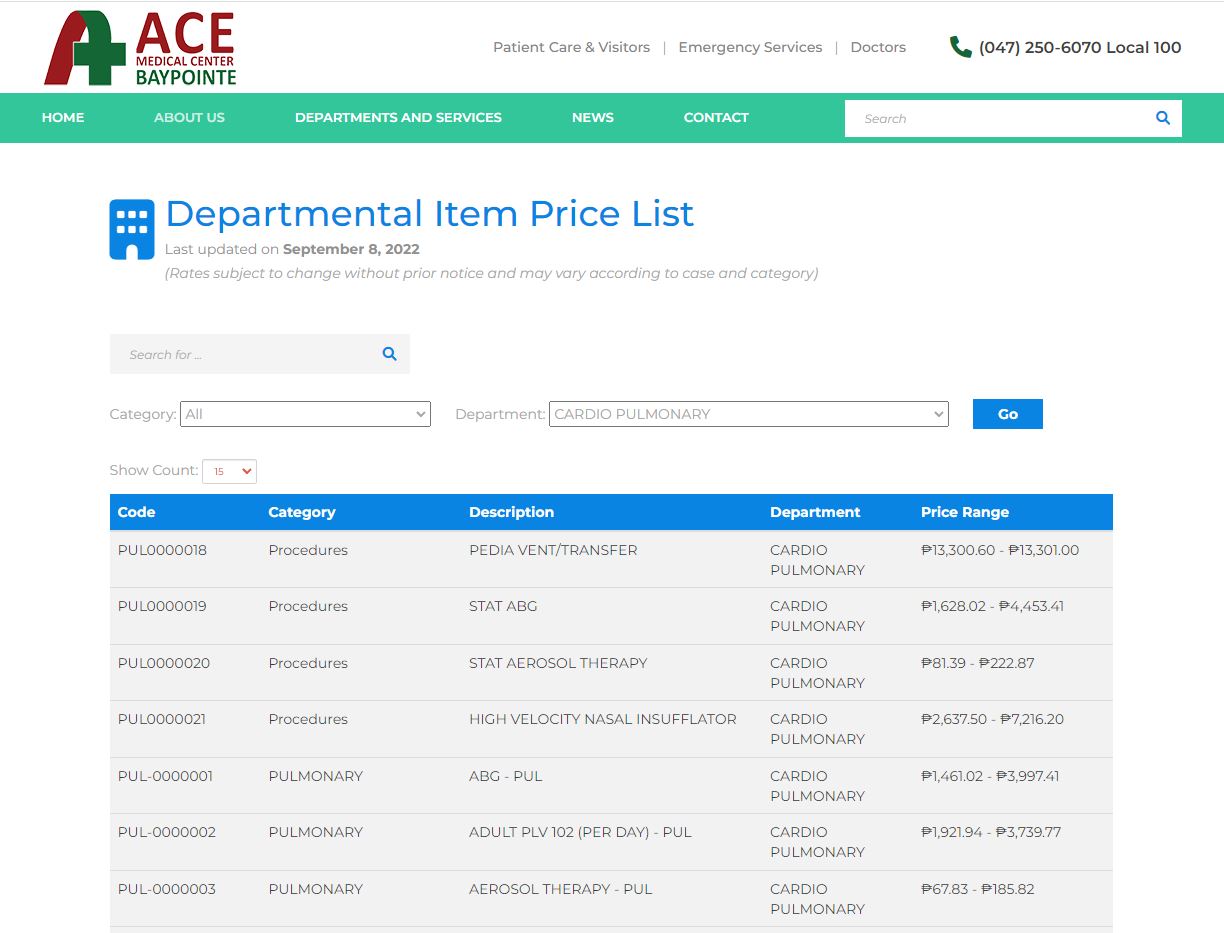 ACE
MEDICAL CENTER
BAYPOINTE
Patient Care & Visitors | Emergency Services | Doctors
(047) 250-6070 Local 100
HOME ABOUT US DEPARTMENTS AND SERVICES NEWS CONTACT Search
Departmental Item Price List
Last updated on September 8, 2022
(Rates subject to change without prior notice and may vary according to case and category)
Search for ...
Category: All Department: CARDIO PULMONARY Go
Show Count: 15
Code Category Description Department Price Range
PUL0000018 Procedures PEDIA VENT/TRANSFER CARDIO PULMONARY ₱13,300.60 - ₱13,301.00
PUL0000019 Procedures STAT ABG CARDIO PULMONARY ₱1,628.02 - ₱4,453.41
PUL0000020 Procedures STAT AEROSOL THERAPY CARDIO PULMONARY ₱81.39 - ₱222.87
PUL0000021 Procedures HIGH VELOCITY NASAL INSUFFLATOR CARDIO PULMONARY ₱2,637.50 - ₱7,216.20
PUL-0000001 PULMONARY ABG - PUL CARDIO PULMONARY ₱1,461.02 - ₱3,997.41
PUL-0000002 PULMONARY ADULT PLV 102 (PER DAY) - PUL CARDIO PULMONARY ₱1,921.94 - ₱3,739.77
PUL-0000003 PULMONARY AEROSOL THERAPY - PUL CARDIO PULMONARY ₱67.83 - ₱185.82